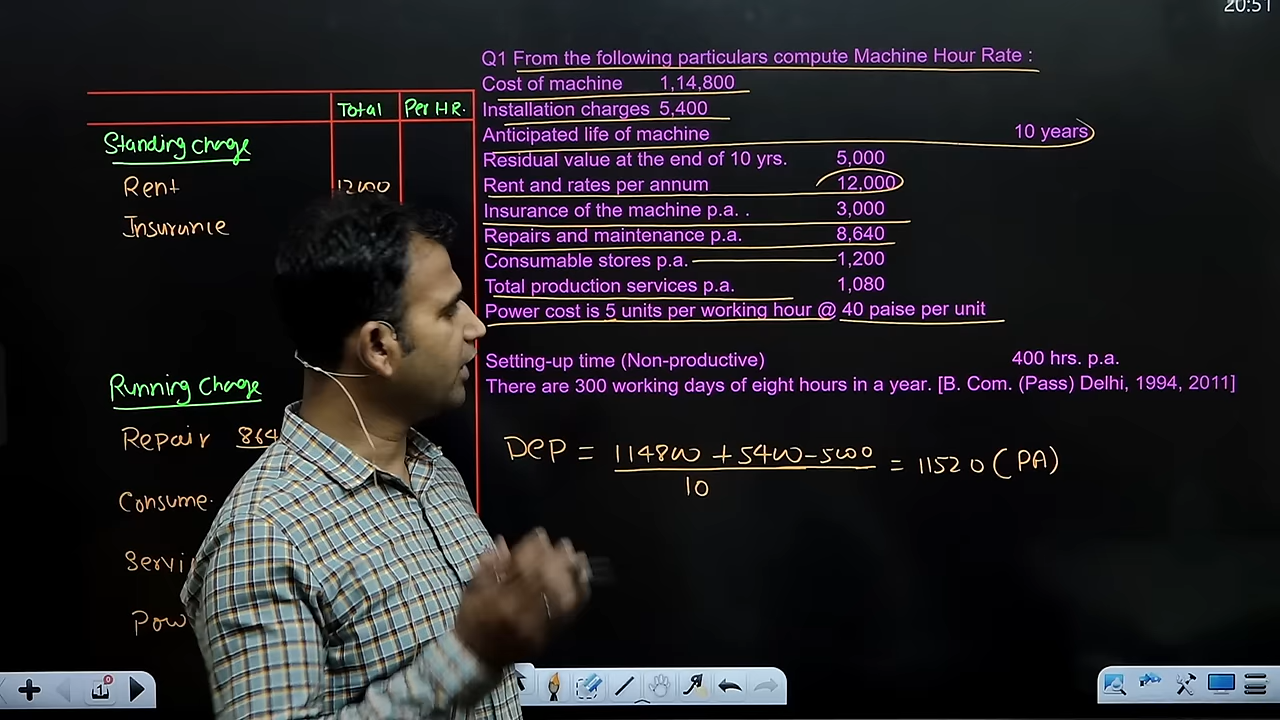 20:51
Q1 From the following particulars compute Machine Hour Rate :
Cost of machine 1,14,800
Installation charges 5,400
Anticipated life of machine 10 years
Residual value at the end of 10 yrs. 5,000
Rent and rates per annum 12,000
Insurance of the machine p.a. . 3,000
Repairs and maintenance p.a. 8,640
Consumable stores p.a. 1,200
Total production services p.a. 1,080
Power cost is 5 units per working hour @ 40 paise per unit
Setting-up time (Non-productive) 400 hrs. p.a.
There are 300 working days of eight hours in a year. [B. Com. (Pass) Delhi, 1994, 2011]
Total Per HR.
Standing charge
Rent 12000
Insurance
Running Charge
Repair 864
Consume.
Servi
Pow
DeP = 114800 + 5400 - 5000 = 11520 (PA)
10